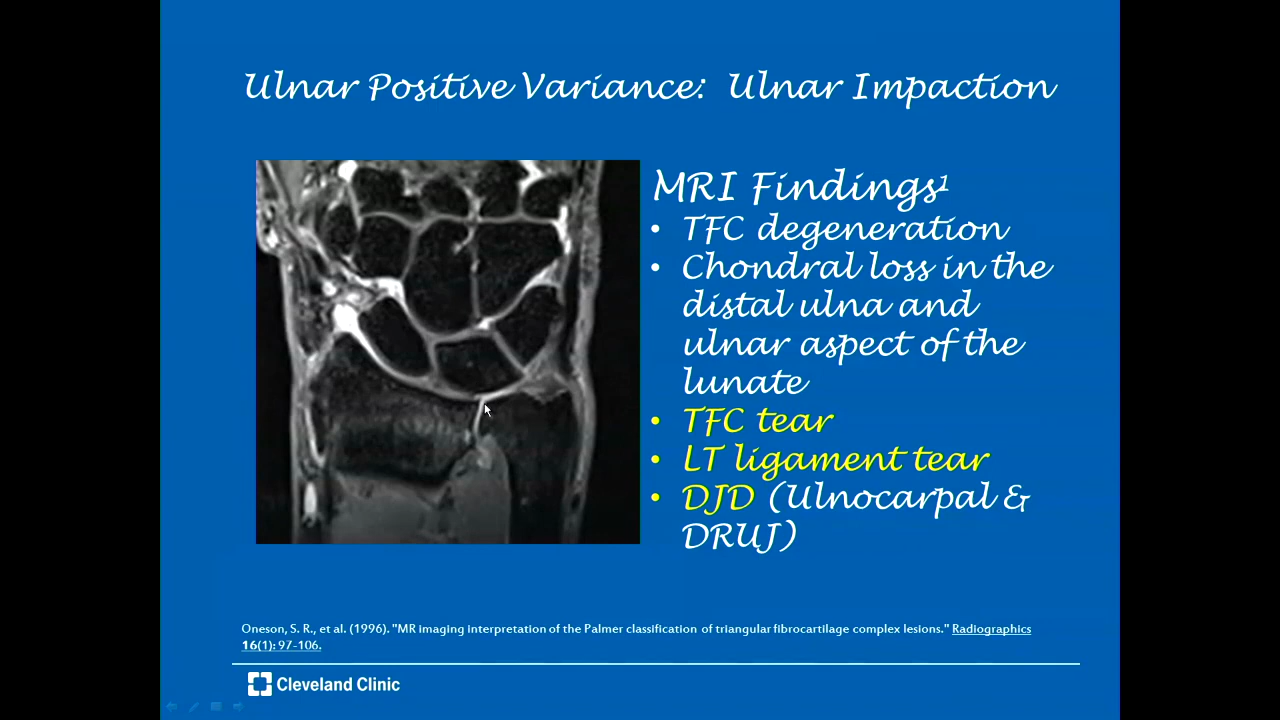 Ulnar Positive Variance: Ulnar Impaction
MRI Findings1
• TFC degeneration
• Chondral loss in the
distal ulna and
ulnar aspect of the
lunate
• TFC tear
• LT ligament tear
• DJD (Ulnocarpal &
DRUJ)
Oneson, S. R., et al. (1996). "MR imaging interpretation of the Palmer classification of triangular fibrocartilage complex lesions." Radiographics
16(1): 97-106.
Cleveland Clinic